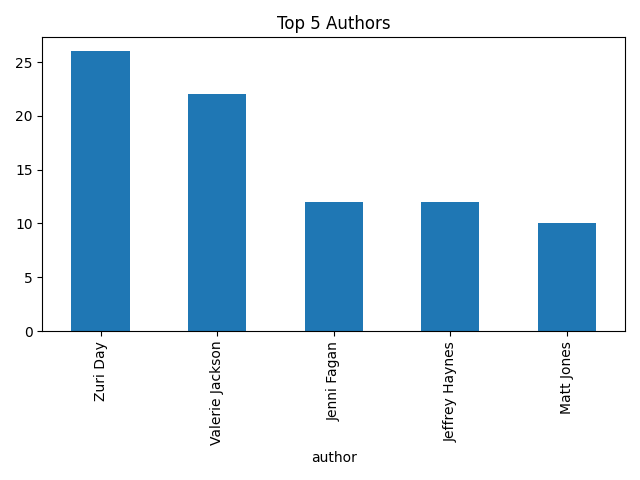 Top 5 Authors
25
20
15
10
5
0
Zuri Day
Valerie Jackson
Jenni Fagan
Jeffrey Haynes
Matt Jones
author